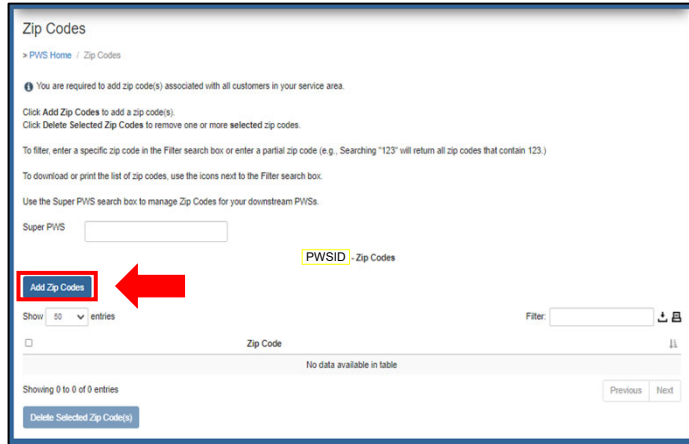 Zip Codes
> PWS Home / Zip Codes
You are required to add zip code(s) associated with all customers in your service area.
Click Add Zip Codes to add a zip code(s).
Click Delete Selected Zip Codes to remove one or more selected zip codes.
To filter, enter a specific zip code in the Filter search box or enter a partial zip code (e.g., Searching "123" will return all zip codes that contain 123.)
To download or print the list of zip codes, use the icons next to the Filter search box.
Use the Super PWS search box to manage Zip Codes for your downstream PWSs.
Super PWS
PWSID - Zip Codes
Add Zip Codes
Show 50 entries Filter:
Zip Code
No data available in table
Showing 0 to 0 of 0 entries Previous Next
Delete Selected Zip Code(s)